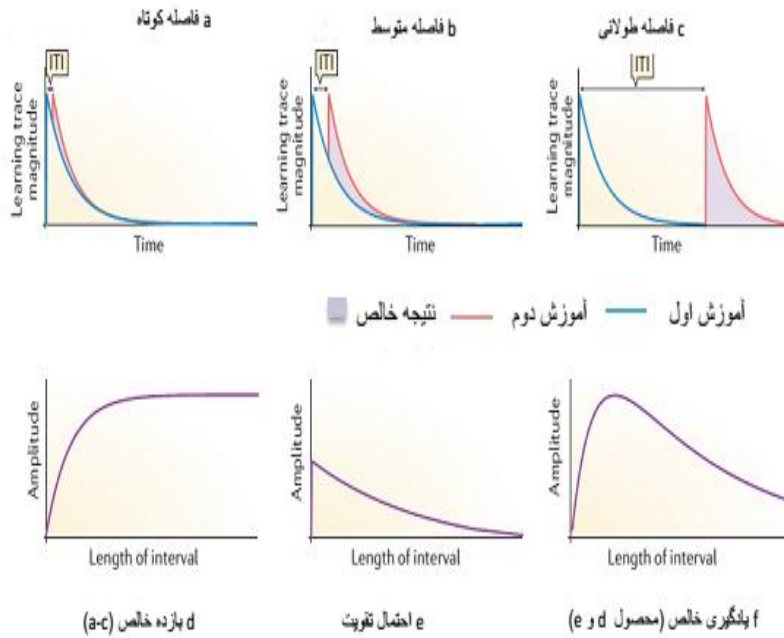 a فاصله کوتاه
b فاصله متوسط
c فاصله طولانی
ITI
ITI
ITI
Learning trace magnitude
Learning trace magnitude
Learning trace magnitude
Time
Time
Time
آموزش اول
آموزش دوم
نتیجه خالص
Amplitude
Amplitude
Amplitude
Length of interval
Length of interval
Length of interval
d بازده خالص (a-c)
e احتمال تقویت
f یادگیری خالص (محصول d و e)